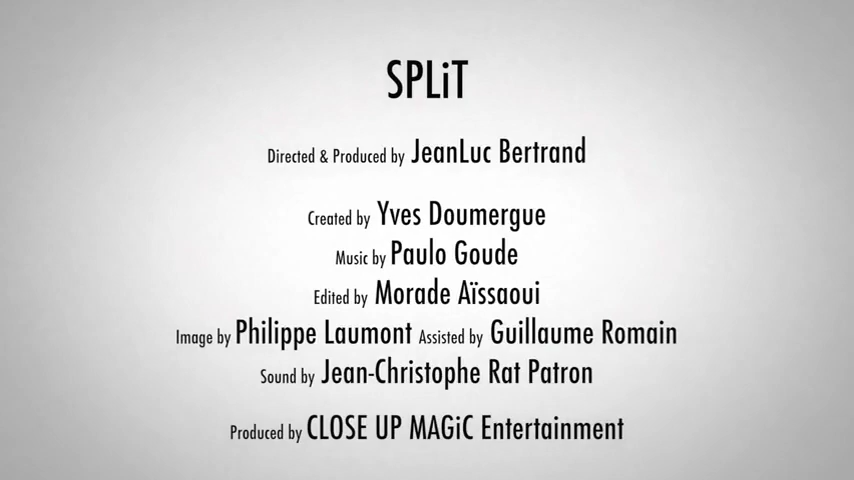 SPLiT
Directed & Produced by JeanLuc Bertrand
Created by Yves Doumergue
Music by Paulo Goude
Edited by Morade Aïssaoui
Image by Philippe Laumont Assisted by Guillaume Romain
Sound by Jean-Christophe Rat Patron
Produced by CLOSE UP MAGiC Entertainment